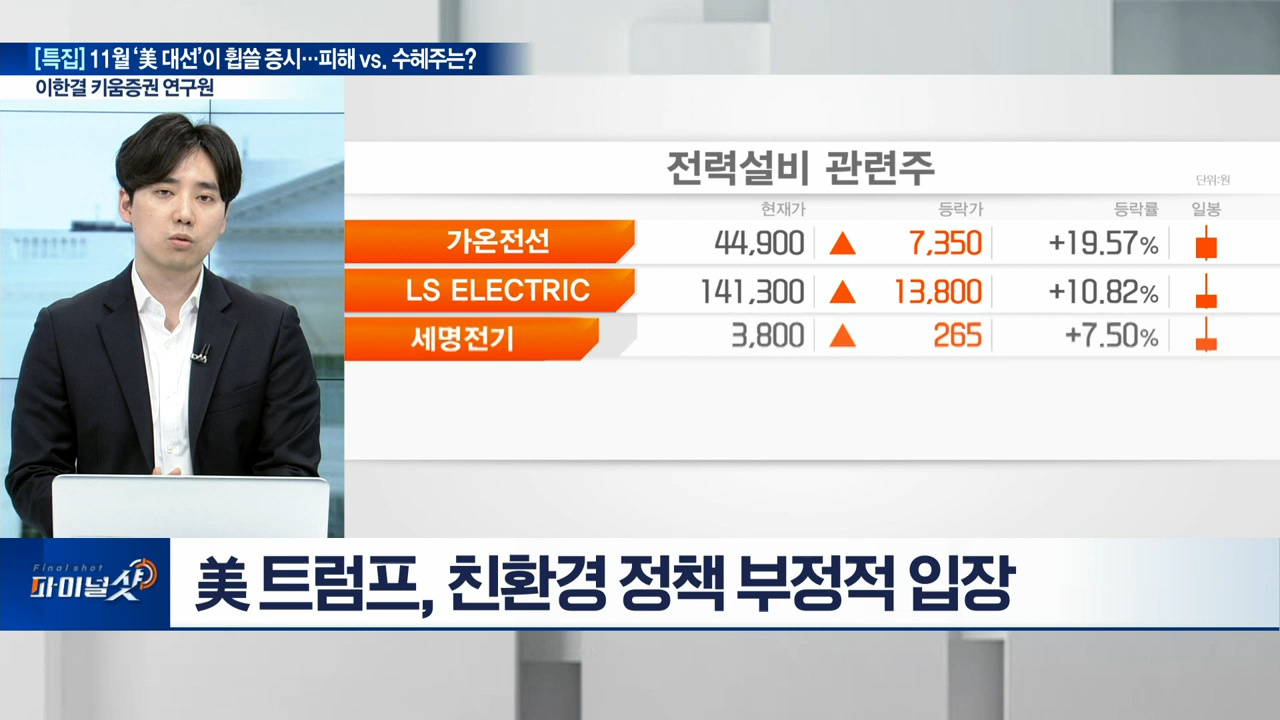 [특집] 11월 '美 대선'이 휩쓸 증시…피해 vs. 수혜주는?
이한결 키움증권 연구원
전력설비 관련주
단위:원
현재가 등락가 등락률 일봉
가온전선 44,900 ▲ 7,350 +19.57%
LS ELECTRIC 141,300 ▲ 13,800 +10.82%
세명전기 3,800 ▲ 265 +7.50%
Final shot
파이널샷
美 트럼프, 친환경 정책 부정적 입장